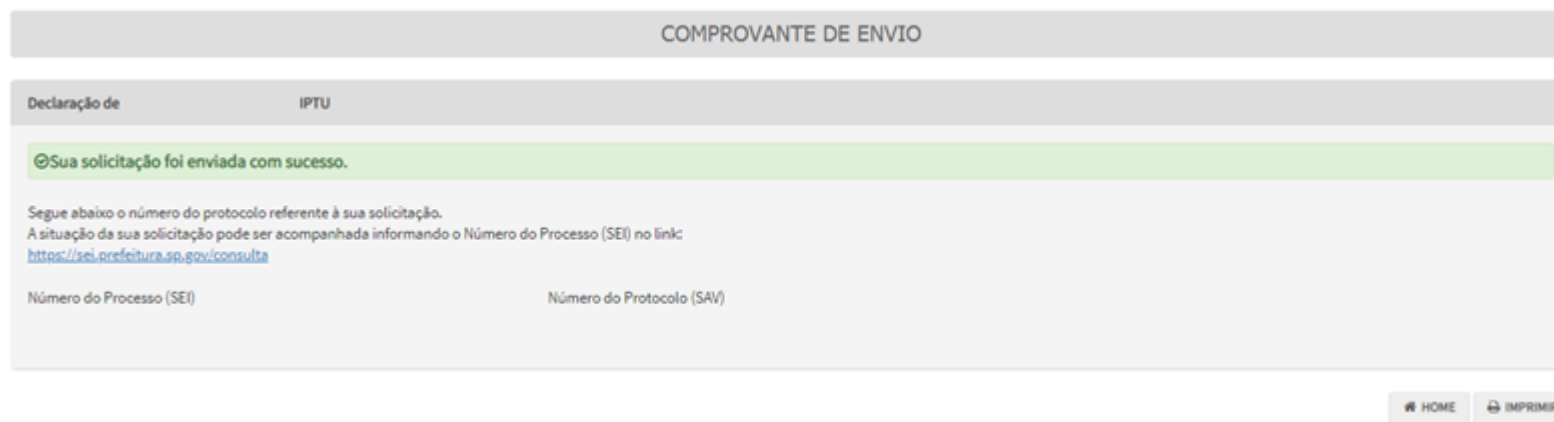 COMPROVANTE DE ENVIO
Declaração de IPTU
Sua solicitação foi enviada com sucesso.
Segue abaixo o número do protocolo referente à sua solicitação.
A situação da sua solicitação pode ser acompanhada informando o Número do Processo (SEI) no link:
https://sei.prefeitura.sp.gov/consulta
Número do Processo (SEI) Número do Protocolo (SAV)
HOME IMPRIMIR